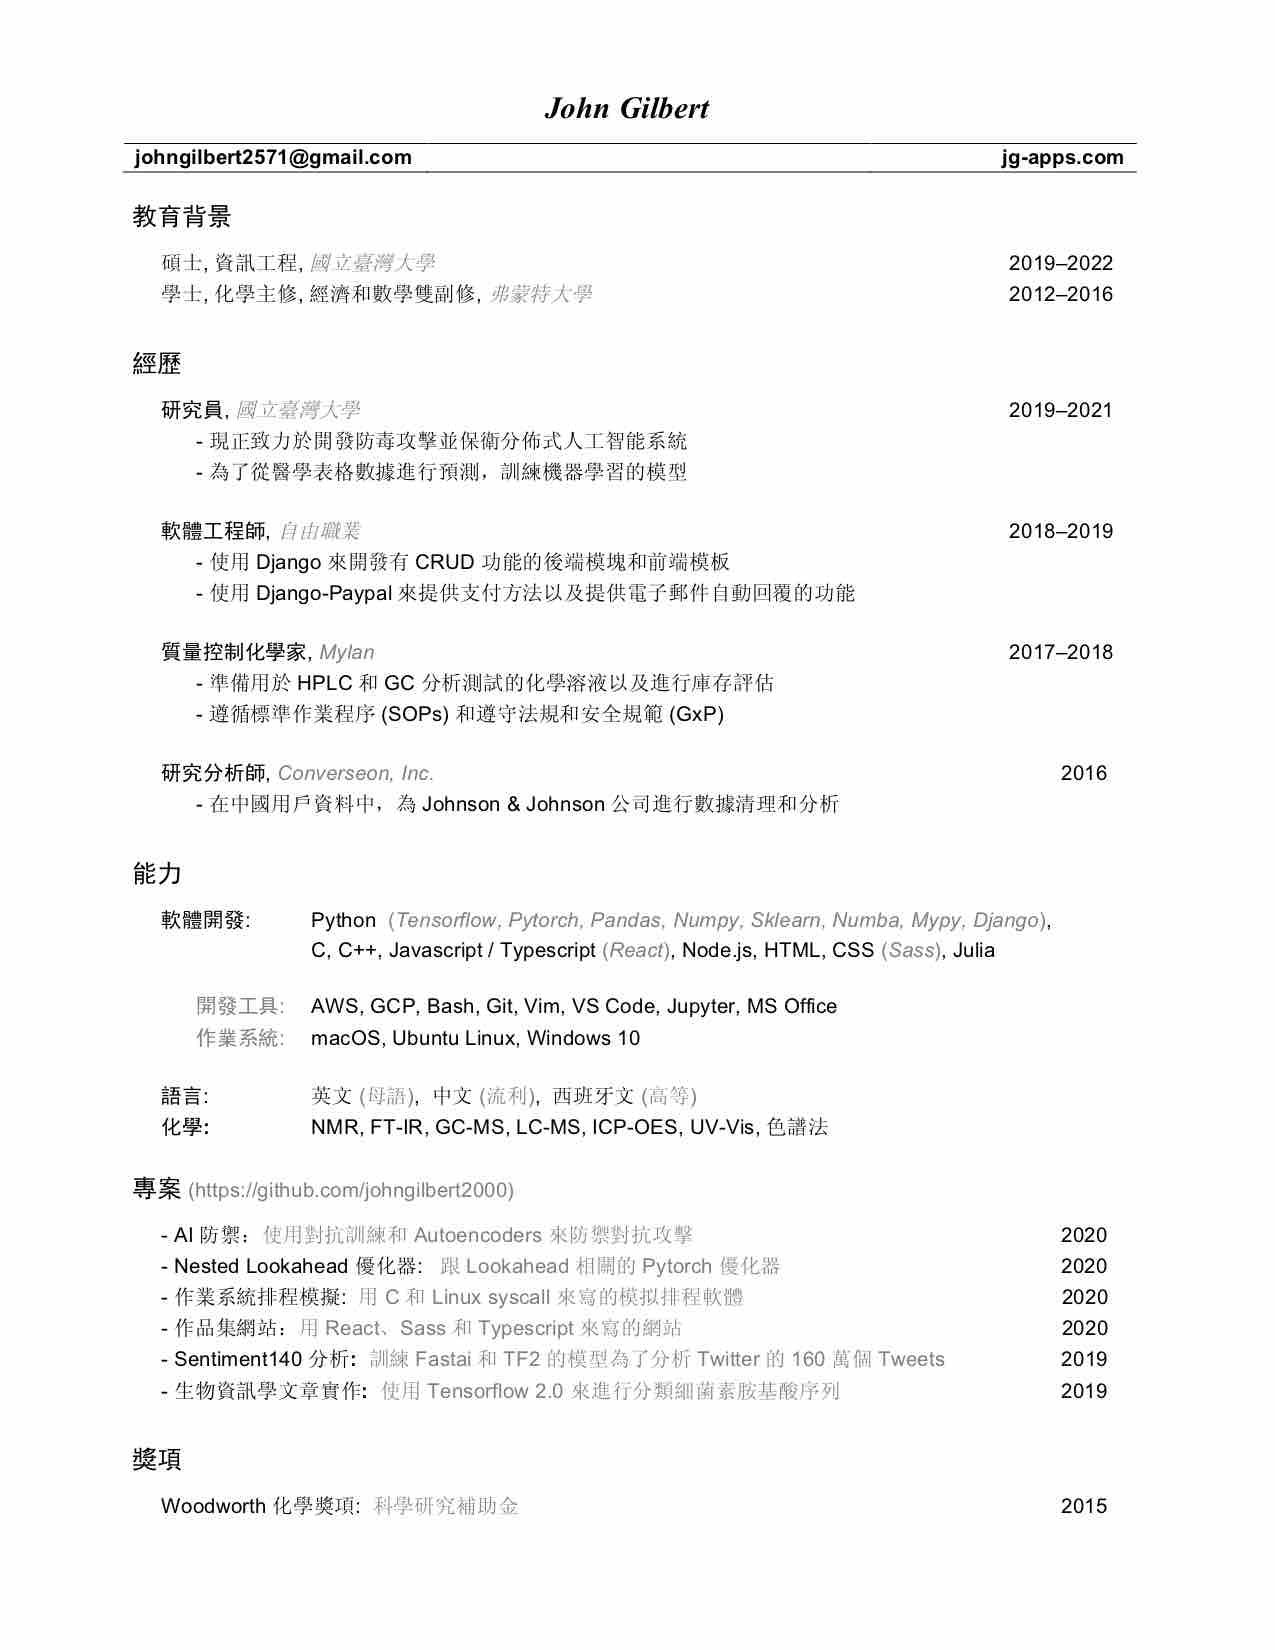 John Gilbert
johngilbert2571@gmail.com jg-apps.com
教育背景
碩士, 資訊工程, 國立臺灣大學 2019–2022
學士, 化學主修, 經濟和數學雙副修, 弗蒙特大學 2012–2016
經歷
研究員, 國立臺灣大學 2019–2021
- 現正致力於開發防毒攻擊並保衛分佈式人工智能系統
- 為了從醫學表格數據進行預測，訓練機器學習的模型
軟體工程師, 自由職業 2018–2019
- 使用 Django 來開發有 CRUD 功能的後端模塊和前端模板
- 使用 Django-Paypal 來提供支付方法以及提供電子郵件自動回覆的功能
質量控制化學家, Mylan 2017–2018
- 準備用於 HPLC 和 GC 分析測試的化學溶液以及進行庫存評估
- 遵循標準作業程序 (SOPs) 和遵守法規和安全規範 (GxP)
研究分析師, Converseon, Inc. 2016
- 在中國用戶資料中，為 Johnson & Johnson 公司進行數據清理和分析
能力
軟體開發: Python (Tensorflow, Pytorch, Pandas, Numpy, Sklearn, Numba, Mypy, Django),
C, C++, Javascript / Typescript (React), Node.js, HTML, CSS (Sass), Julia
開發工具: AWS, GCP, Bash, Git, Vim, VS Code, Jupyter, MS Office
作業系統: macOS, Ubuntu Linux, Windows 10
語言: 英文 (母語), 中文 (流利), 西班牙文 (高等)
化學: NMR, FT-IR, GC-MS, LC-MS, ICP-OES, UV-Vis, 色譜法
專案 (https://github.com/johngilbert2000)
- AI 防禦：使用對抗訓練和 Autoencoders 來防禦對抗攻擊 2020
- Nested Lookahead 優化器: 跟 Lookahead 相關的 Pytorch 優化器 2020
- 作業系統排程模擬: 用 C 和 Linux syscall 來寫的模拟排程軟體 2020
- 作品集網站：用 React、Sass 和 Typescript 來寫的網站 2020
- Sentiment140 分析: 訓練 Fastai 和 TF2 的模型為了分析 Twitter 的 160 萬個 Tweets 2019
- 生物資訊學文章實作: 使用 Tensorflow 2.0 來進行分類細菌素胺基酸序列 2019
獎項
Woodworth 化學獎項: 科學研究補助金 2015